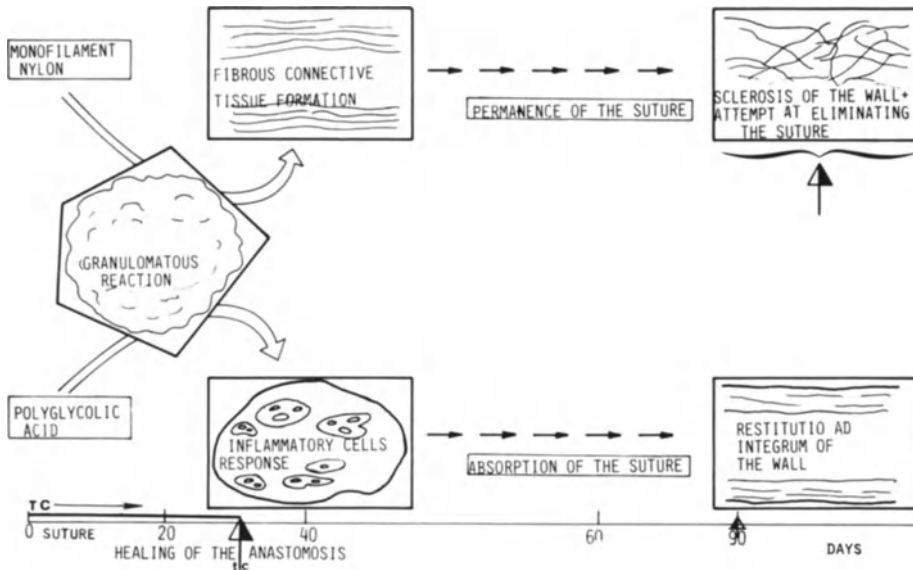 MONOFILAMENT
NYLON
FIBROUS CONNECTIVE
TISSUE FORMATION
PERMANENCE OF THE SUTURE
SCLEROSIS OF THE WALL+
ATTEMPT AT ELIMINATING
THE SUTURE
GRANULOMATOUS
REACTION
POLYGLYCOLIC
ACID
INFLAMMATORY CELLS
RESPONSE
ABSORPTION OF THE SUTURE
RESTITUTIO AD
INTEGRUM OF
THE WALL
TC
0 20 40 60 90
SUTURE
DAYS
HEALING OF THE ANASTOMOSIS
tc